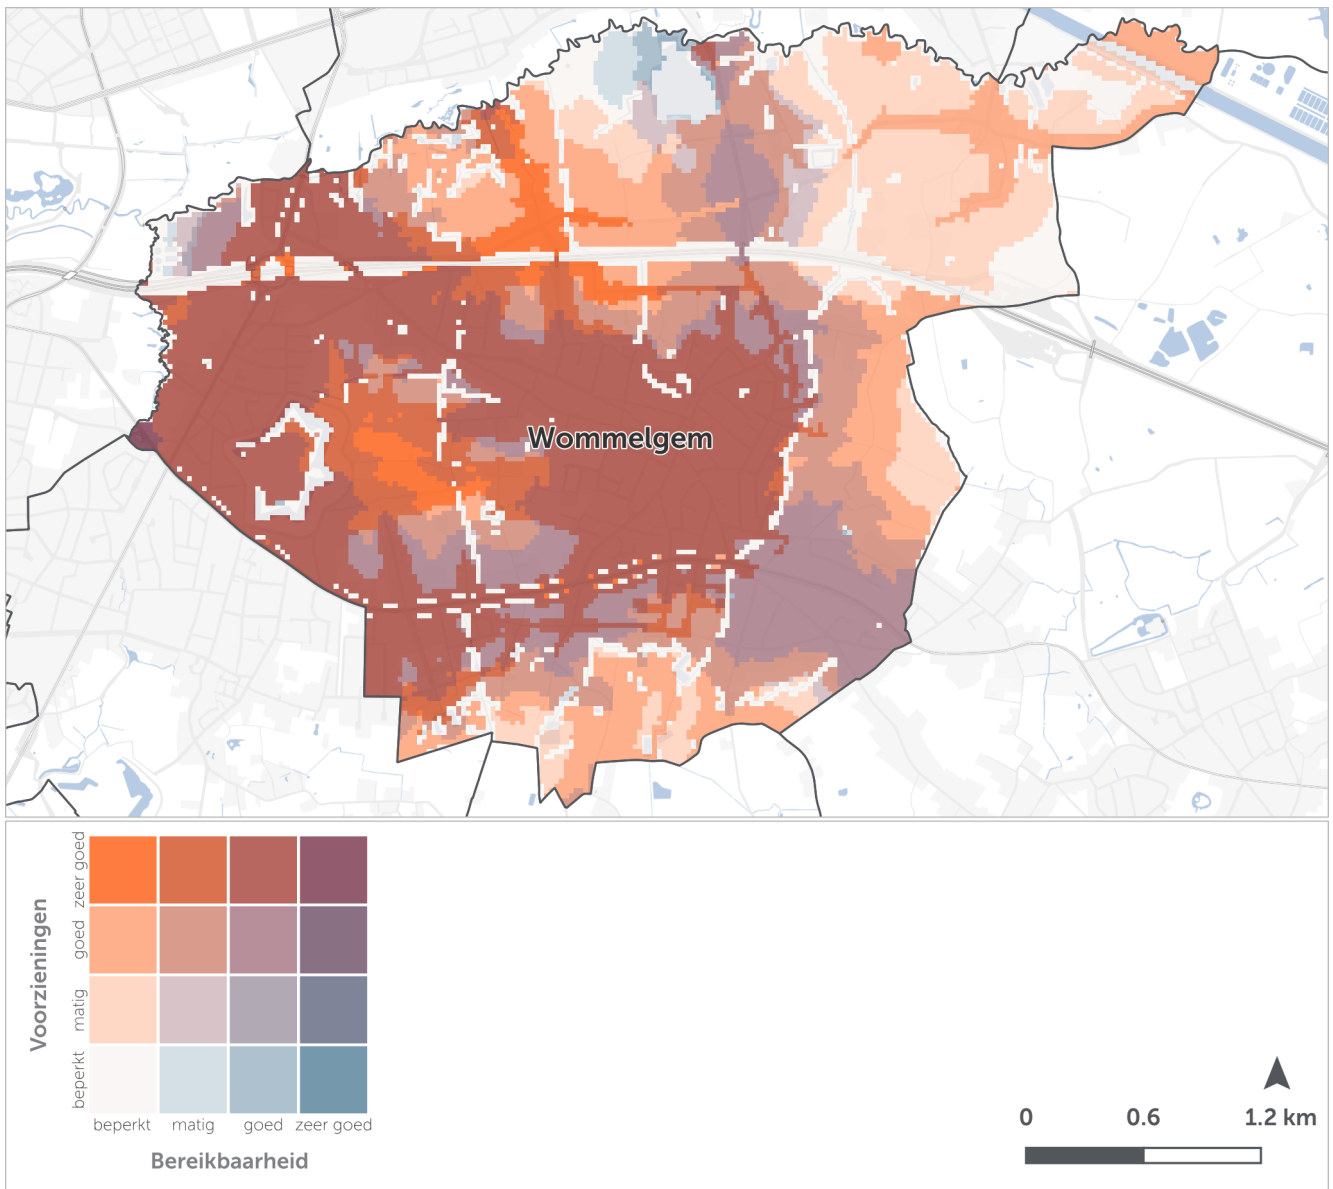 Wommelgem
Voorzieningen
zeer goed
goed
matig
beperkt
beperkt matig goed zeer goed
Bereikbaarheid
0 0.6 1.2 km